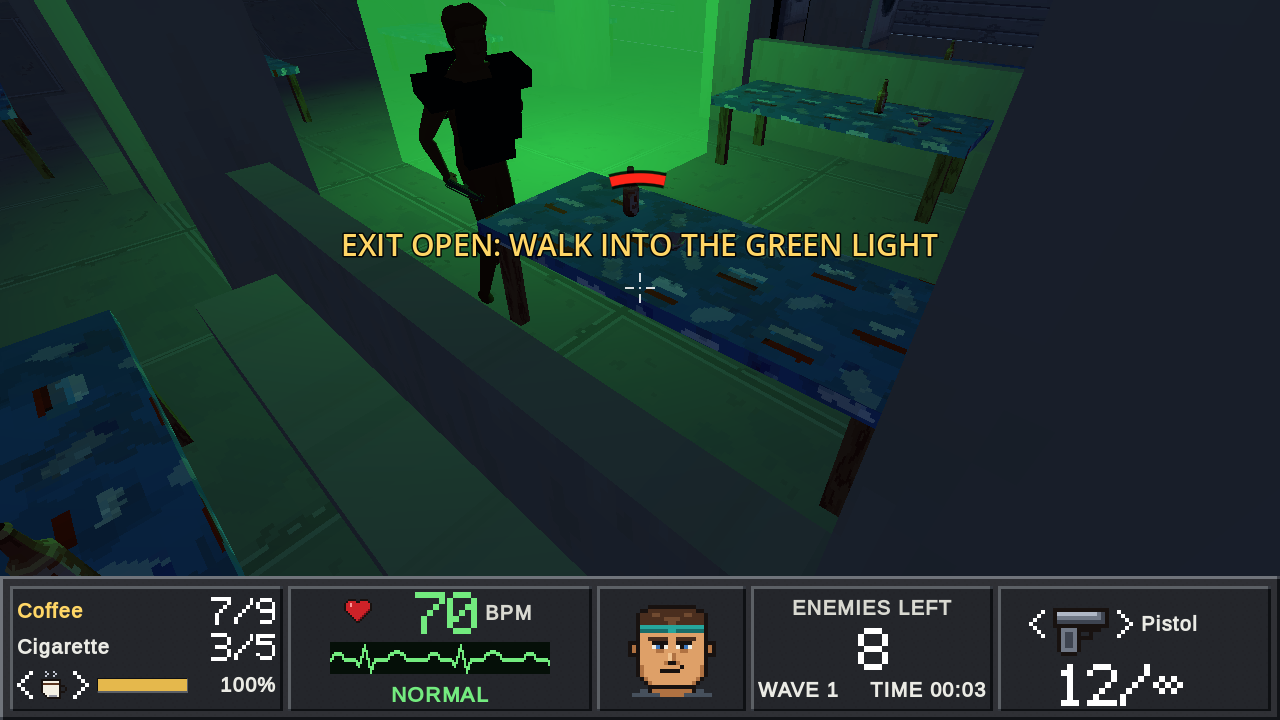 EXIT OPEN: WALK INTO THE GREEN LIGHT
Coffee 7/9
Cigarette 3/5
100%
70 BPM
NORMAL
ENEMIES LEFT
8
WAVE 1 TIME 00:03
Pistol
12/∞